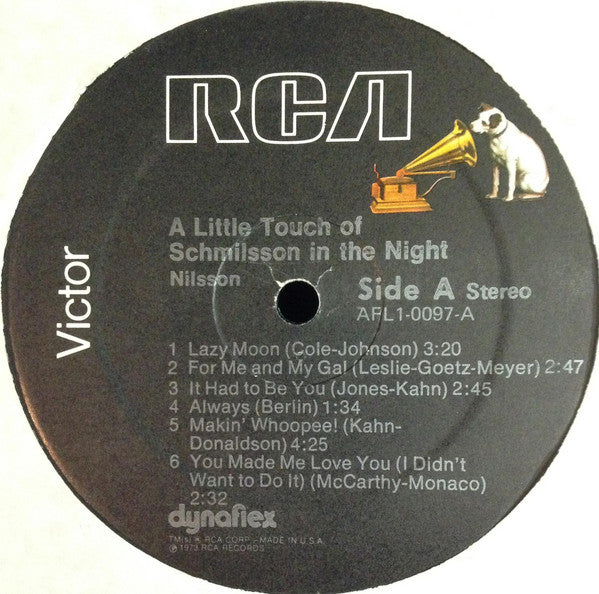 RCA
Victor
A Little Touch of
Schmilsson in the Night
Nilsson
Side A Stereo
AFL1-0097-A
1 Lazy Moon (Cole-Johnson) 3:20
2 For Me and My Gal (Leslie-Goetz-Meyer) 2:47
3 It Had to Be You (Jones-Kahn) 2:45
4 Always (Berlin) 1:34
5 Makin' Whoopee! (Kahn-
Donaldson) 4:25
6 You Made Me Love You (I Didn't
Want to Do It) (McCarthy-Monaco)
2:32
dynaflex
TM(s) ® RCA CORP.-MADE IN U.S.A.
℗ 1973 RCA RECORDS